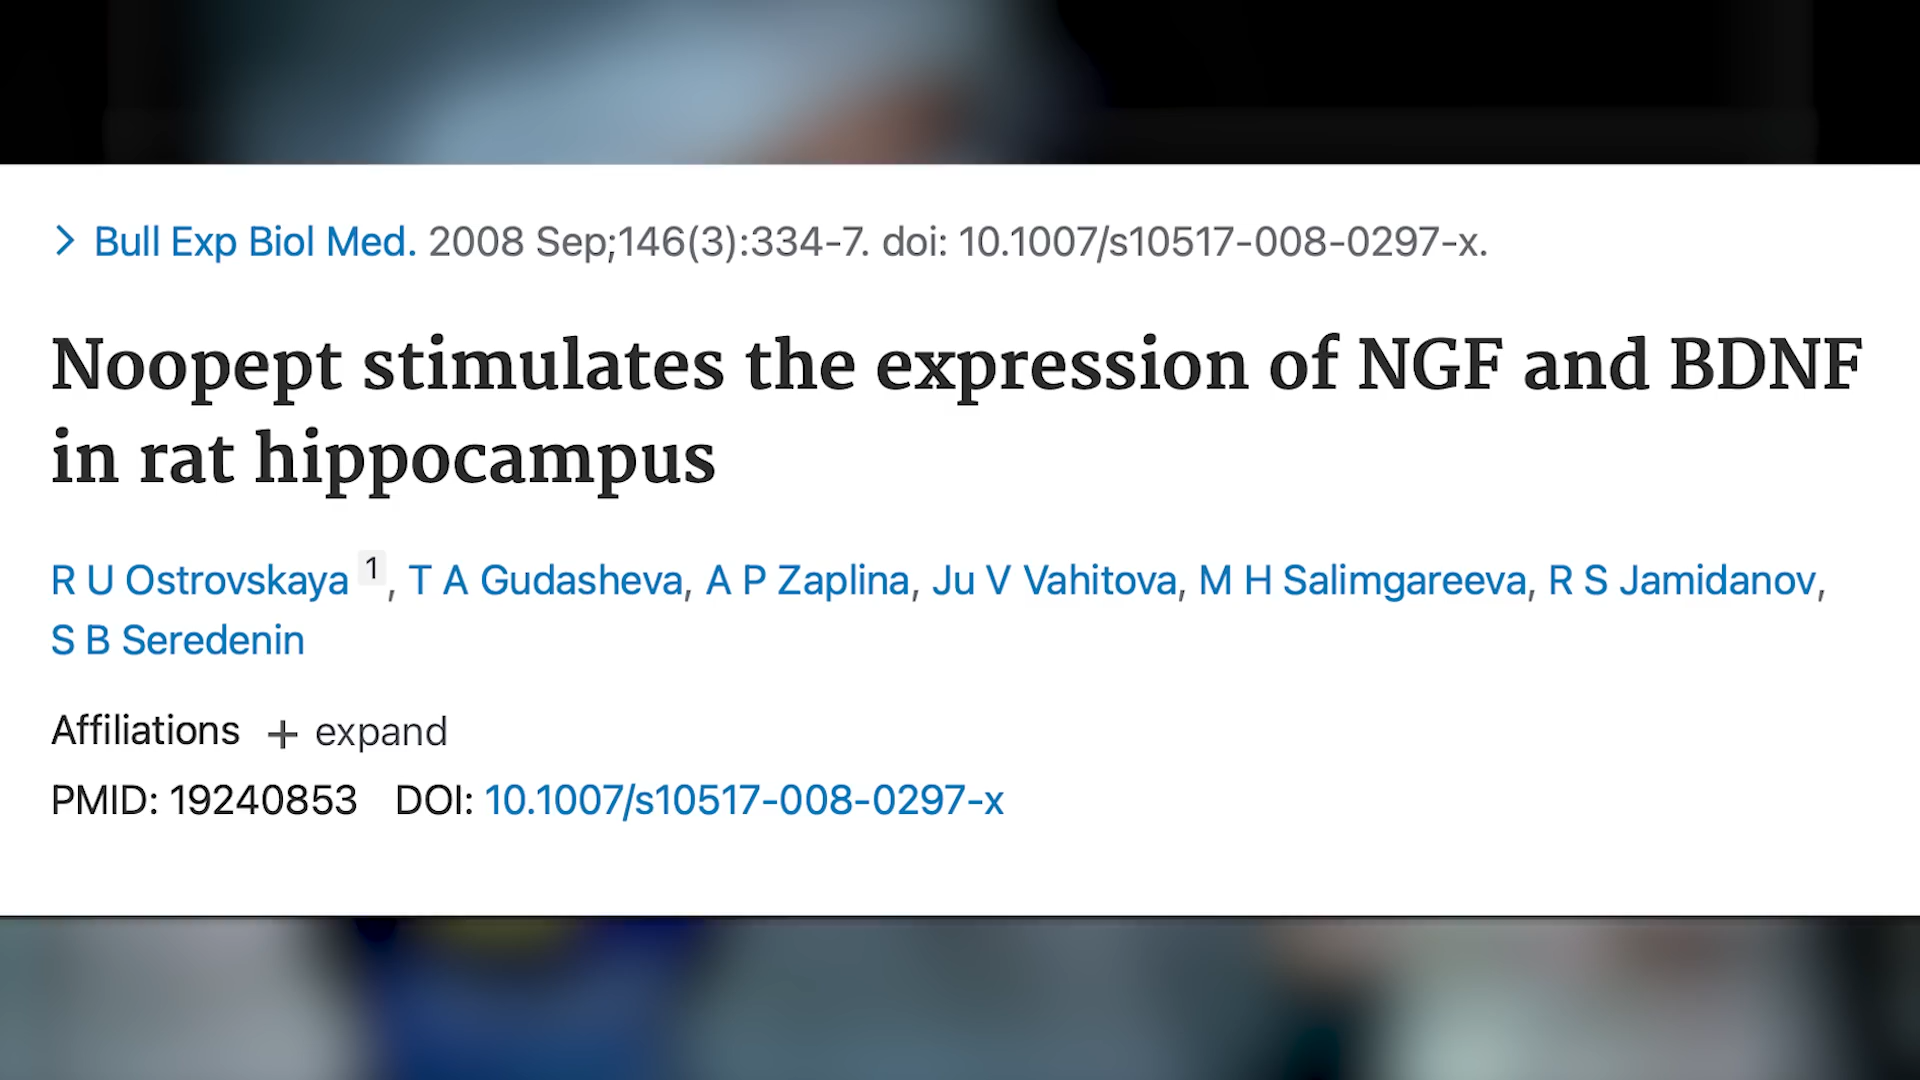 > Bull Exp Biol Med. 2008 Sep;146(3):334-7. doi: 10.1007/s10517-008-0297-x.
Noopept stimulates the expression of NGF and BDNF
in rat hippocampus
R U Ostrovskaya 1, T A Gudasheva, A P Zaplina, Ju V Vahitova, M H Salimgareeva, R S Jamidanov,
S B Seredenin
Affiliations + expand
PMID: 19240853 DOI: 10.1007/s10517-008-0297-x